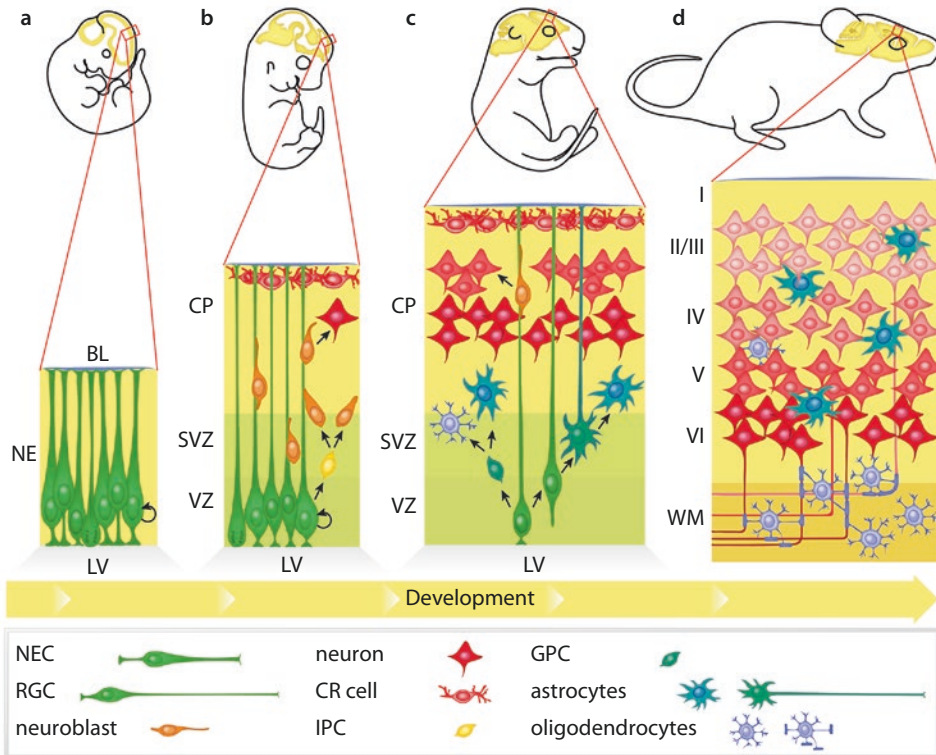 a b c d
I
II/III
CP CP IV
BL
V
SVZ SVZ VI
NE
VZ VZ WM
LV LV LV
Development
NEC neuron GPC
RGC CR cell astrocytes
neuroblast IPC oligodendrocytes